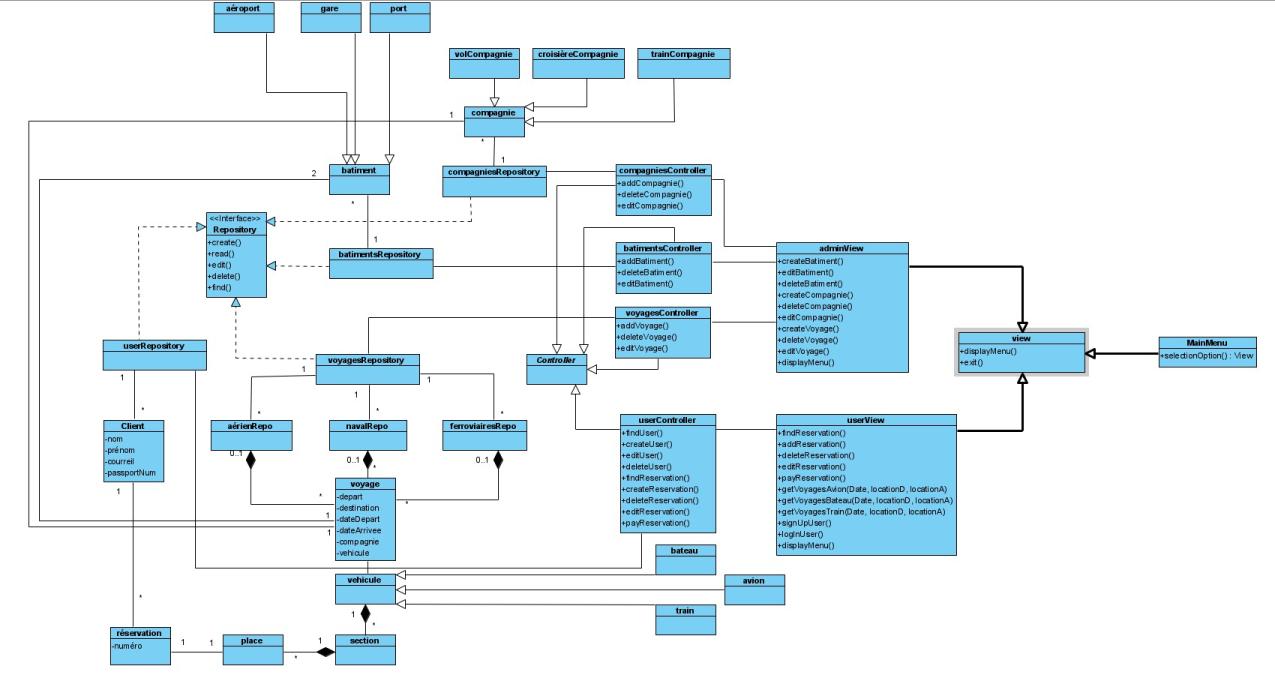 aéroport
gare
port
volCompagnie
croisièreCompagnie
trainCompagnie
compagnie
1
*
1
batiment
2
*
1
compagniesRepository
compagniesController
+addCompagnie()
+deleteCompagnie()
+editCompagnie()
<<Interface>>
Repository
+create()
+read()
+edit()
+delete()
+find()
batimentsRepository
batimentsController
+addBatiment()
+deleteBatiment()
+editBatiment()
adminView
+createBatiment()
+editBatiment()
+deleteBatiment()
+createCompagnie()
+deleteCompagnie()
+editCompagnie()
+createVoyage()
+deleteVoyage()
+editVoyage()
+displayMenu()
voyagesController
+addVoyage()
+deleteVoyage()
+editVoyage()
view
+displayMenu()
+exit()
MainMenu
+selectionOption() : View
userRepository
1
*
voyagesRepository
1
1
1
*
*
*
Controller
aérienRepo
navalRepo
ferroviairesRepo
0..1
0..1
0..1
*
*
*
Client
-nom
-prénom
-courreil
-passportNum
1
*
userController
+findUser()
+createUser()
+editUser()
+deleteUser()
+findReservation()
+createReservation()
+deleteReservation()
+editReservation()
+payReservation()
userView
+findReservation()
+addReservation()
+deleteReservation()
+editReservation()
+payReservation()
+getVoyagesAvion(Date, locationD, locationA)
+getVoyagesBateau(Date, locationD, locationA)
+getVoyagesTrain(Date, locationD, locationA)
+signUpUser()
+logInUser()
+displayMenu()
voyage
-depart
-destination
-dateDepart
-dateArrivee
-compagnie
-vehicule
1
1
bateau
vehicule
avion
train
1
*
réservation
-numéro
1
1
place
*
1
section